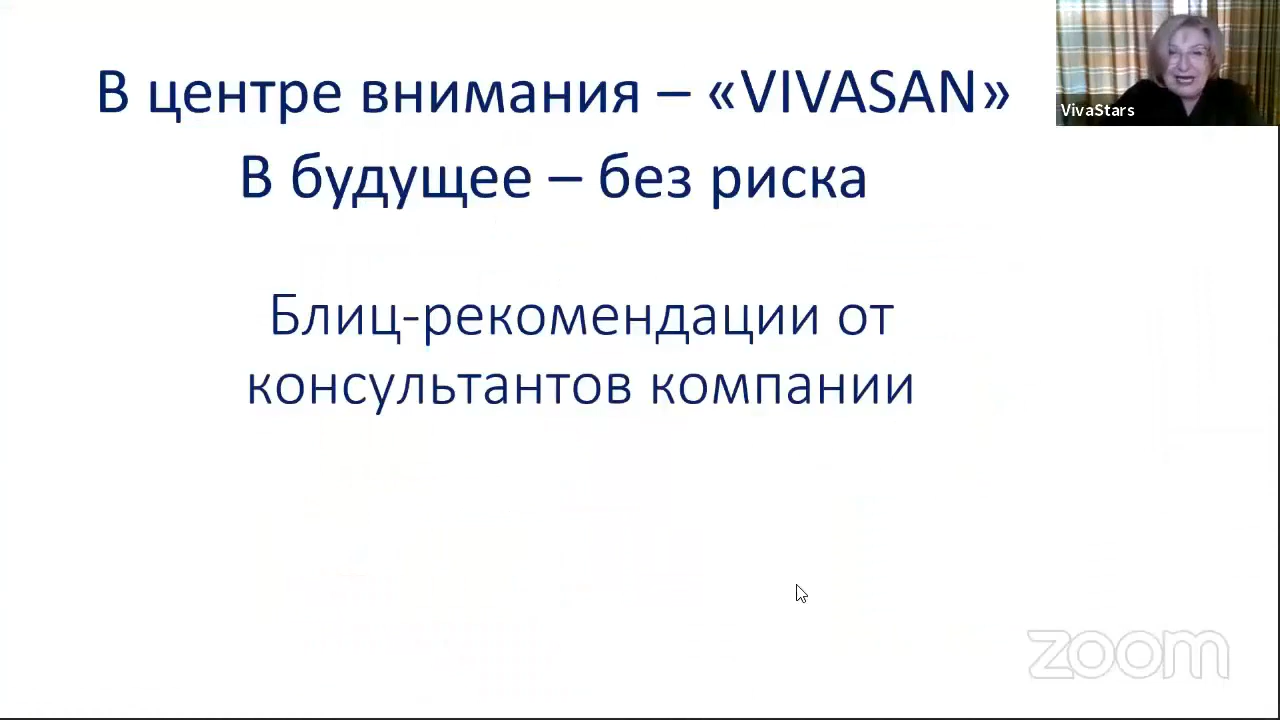 В центре внимания – «VIVASAN»
В будущее – без риска
Блиц-рекомендации от
консультантов компании
VivaStars
zoom